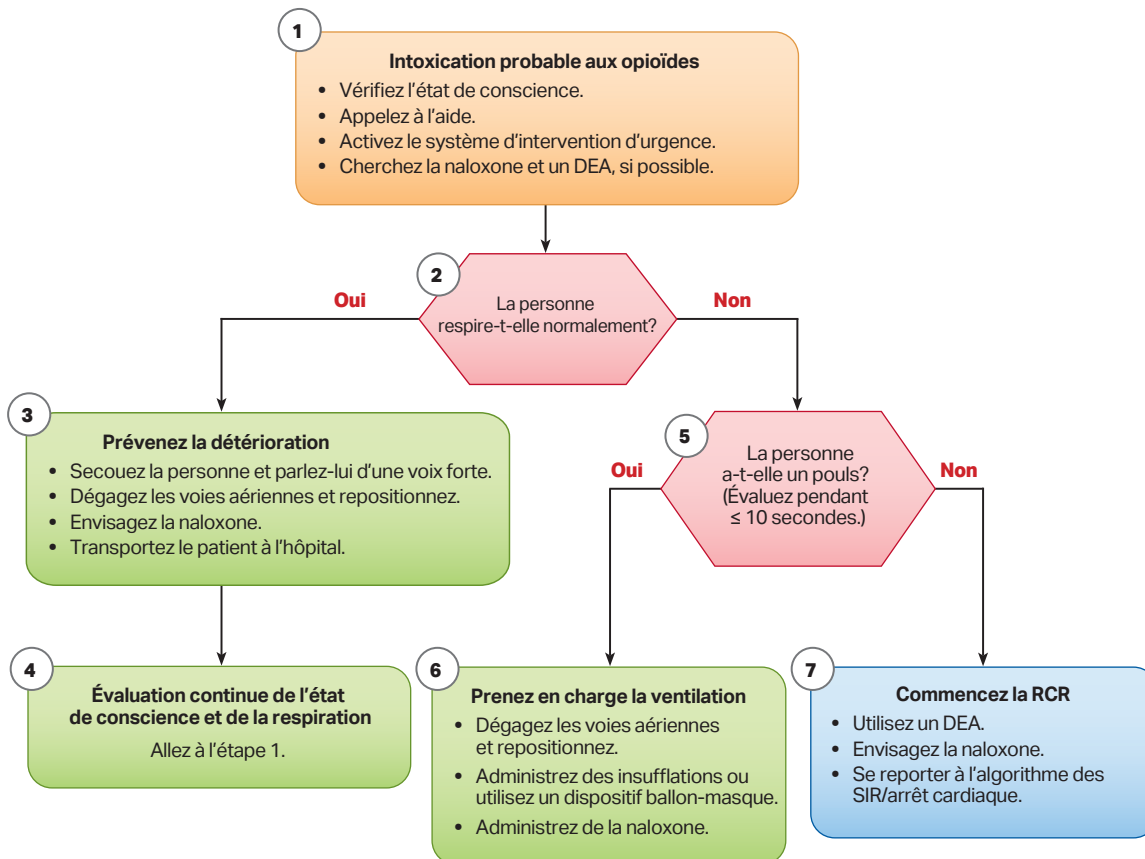 1
Intoxication probable aux opioïdes
• Vérifiez l'état de conscience.
• Appelez à l'aide.
• Activez le système d'intervention d'urgence.
• Cherchez la naloxone et un DEA, si possible.
2
La personne
respire-t-elle normalement?
Oui
Non
3
Prévenez la détérioration
• Secouez la personne et parlez-lui d'une voix forte.
• Dégagez les voies aériennes et repositionnez.
• Envisagez la naloxone.
• Transportez le patient à l'hôpital.
5
La personne
a-t-elle un pouls?
(Évaluez pendant
≤ 10 secondes.)
Oui
Non
4
Évaluation continue de l'état
de conscience et de la respiration
Allez à l'étape 1.
6
Prenez en charge la ventilation
• Dégagez les voies aériennes
et repositionnez.
• Administrez des insufflations ou
utilisez un dispositif ballon-masque.
• Administrez de la naloxone.
7
Commencez la RCR
• Utilisez un DEA.
• Envisagez la naloxone.
• Se reporter à l'algorithme des
SIR/arrêt cardiaque.